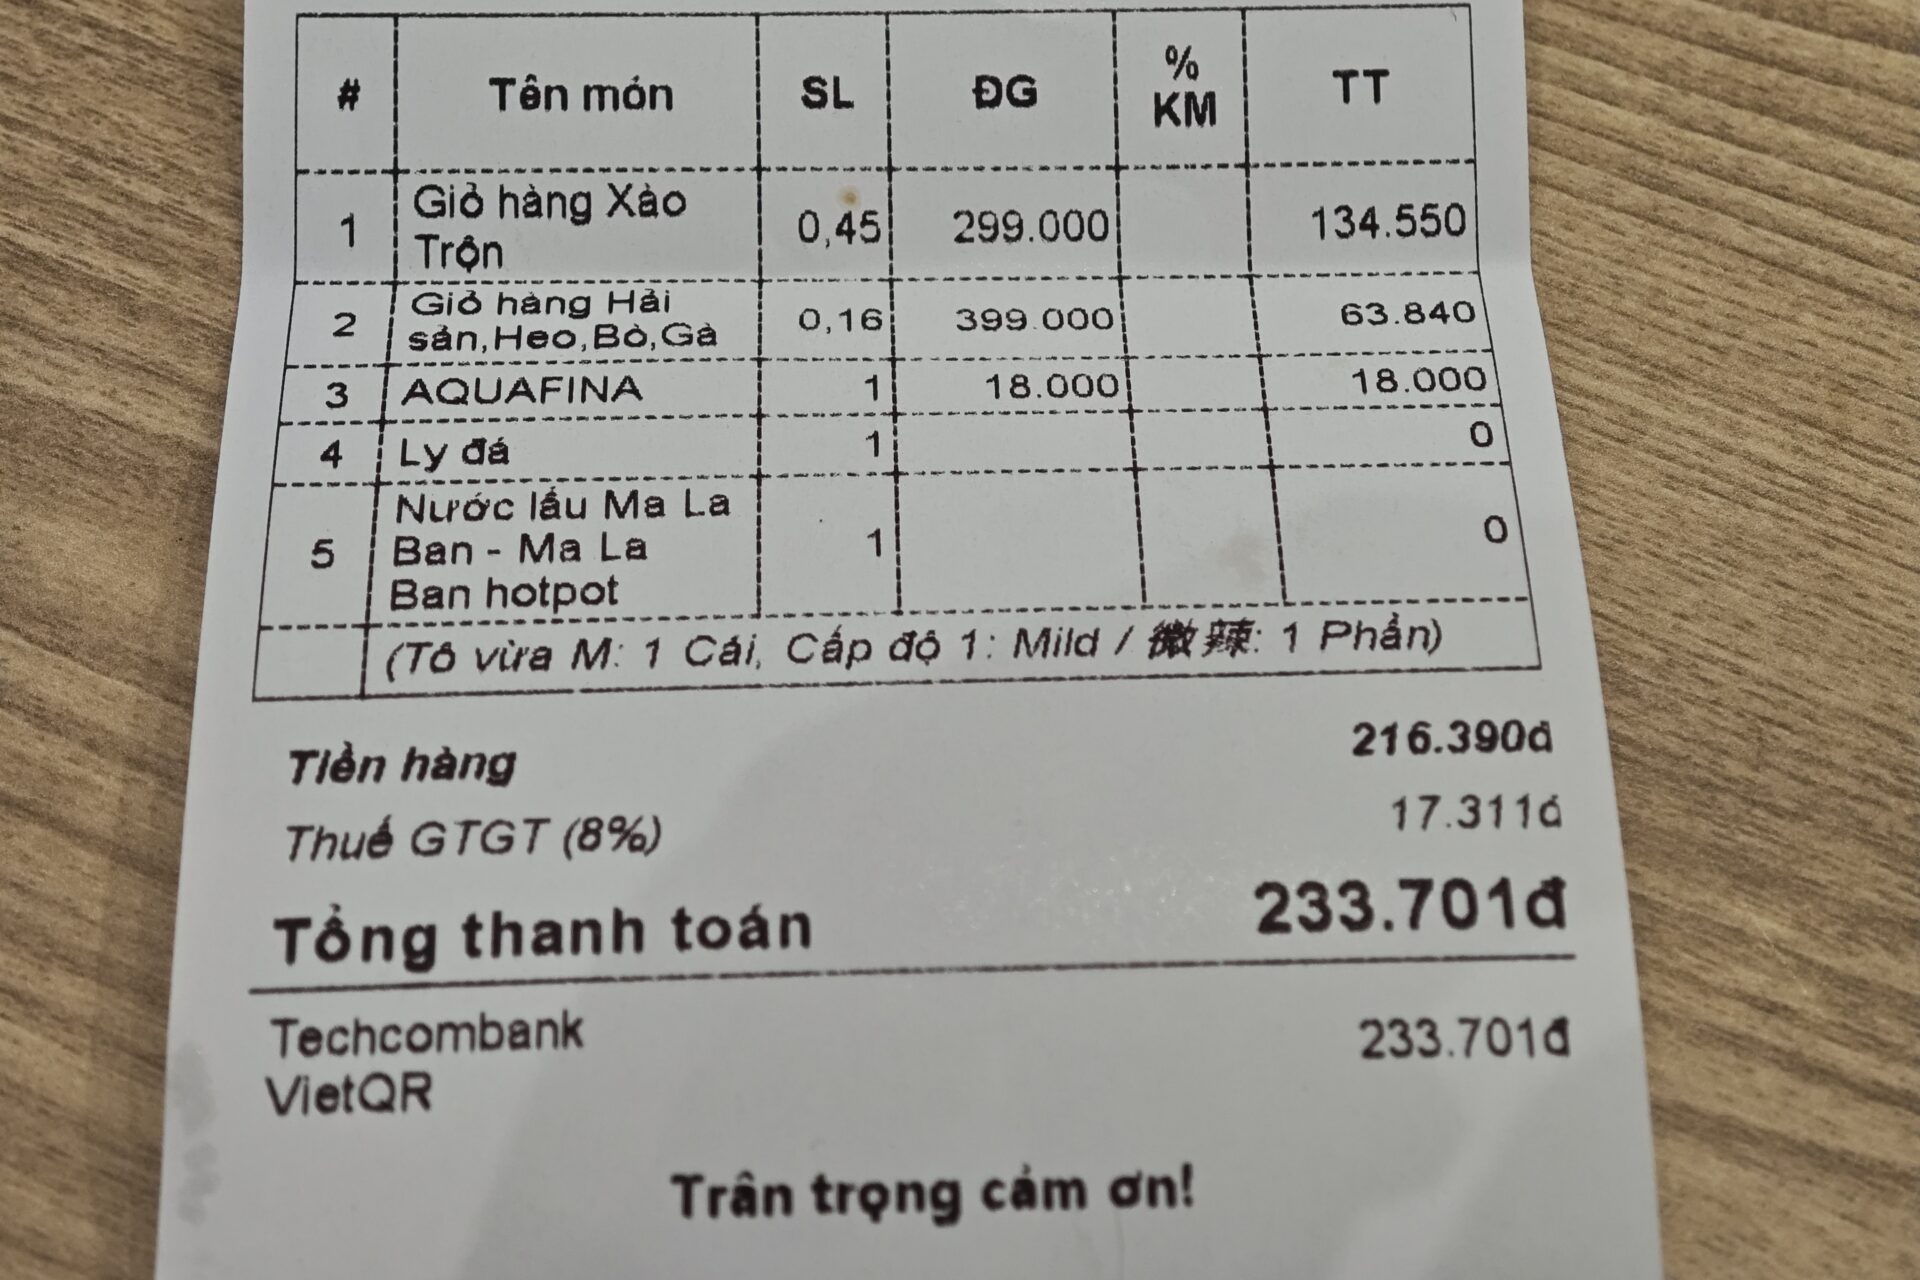 # Tên món SL ĐG % KM TT
1 Giỏ hàng Xào Trộn 0,45 299.000 134.550
2 Giỏ hàng Hải sản,Heo,Bò,Gà 0,16 399.000 63.840
3 AQUAFINA 1 18.000 18.000
4 Ly đá 1 0
5 Nước lẩu Ma La Ban - Ma La Ban hotpot 1 0
(Tô vừa M: 1 Cái, Cấp độ 1: Mild / 微辣: 1 Phần)
Tiền hàng 216.390đ
Thuế GTGT (8%) 17.311đ
Tổng thanh toán 233.701đ
Techcombank 233.701đ
VietQR
Trân trọng cảm ơn!